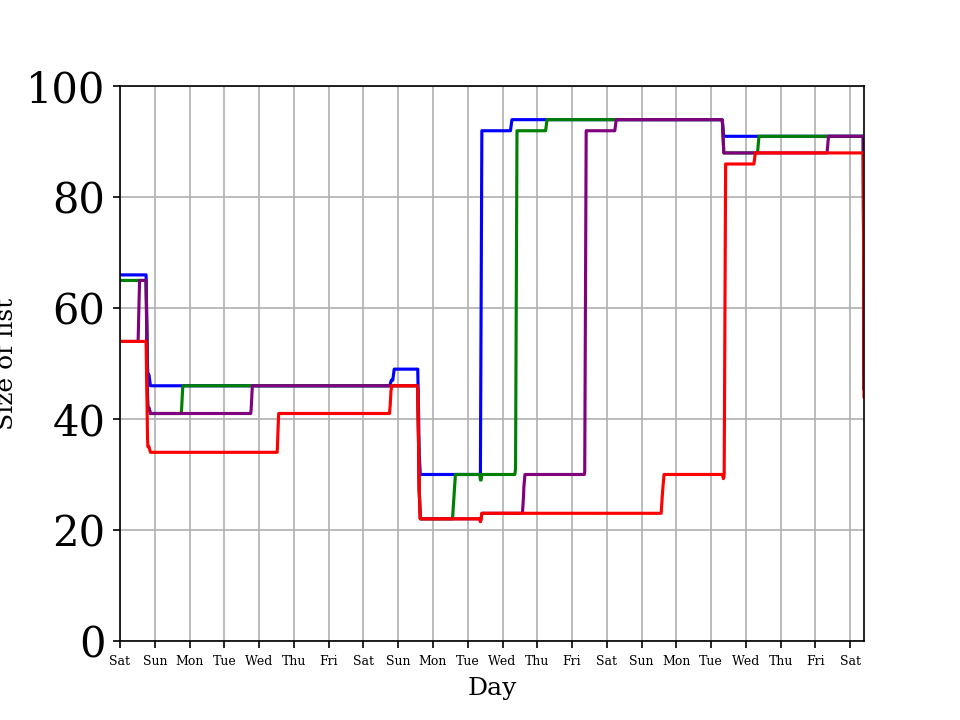 100
80
60
40
20
0
Size of list
Sat Sun Mon Tue Wed Thu Fri Sat Sun Mon Tue Wed Thu Fri Sat Sun Mon Tue Wed Thu Fri Sat
Day